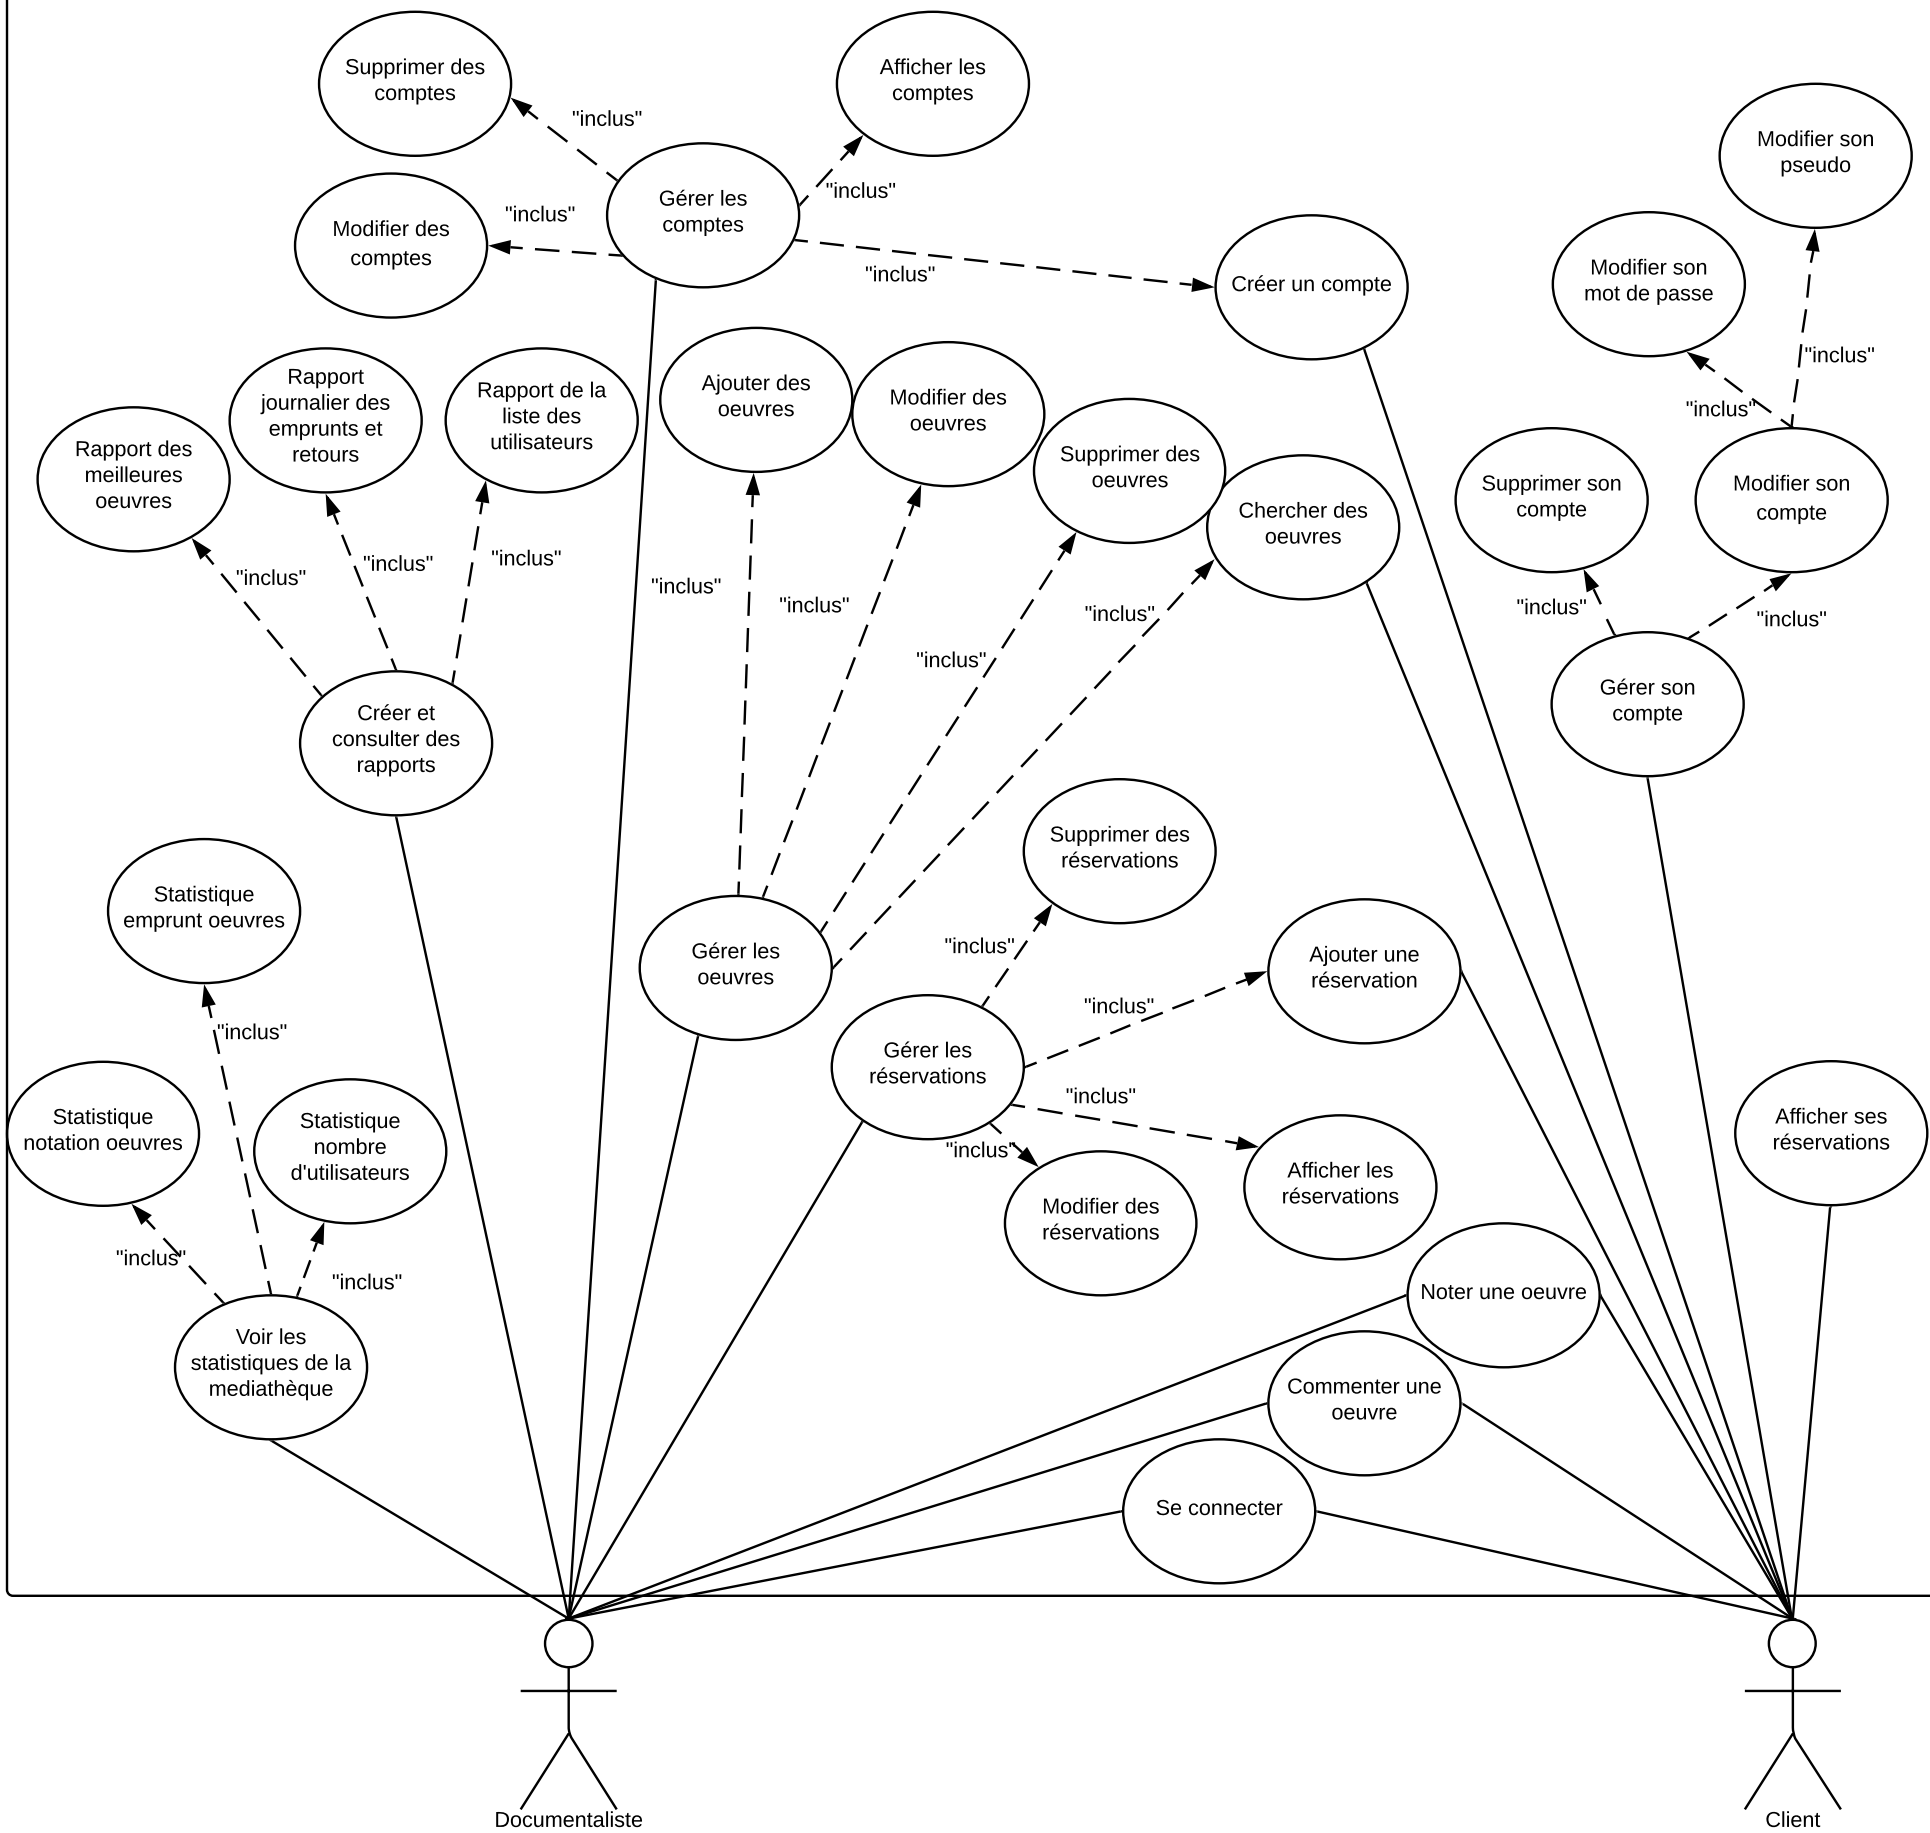 Supprimer des
comptes
Afficher les
comptes
"inclus"
Modifier son
pseudo
"inclus"
Gérer les
comptes
Modifier des
comptes
"inclus"
"inclus"
Créer un compte
Modifier son
mot de passe
"inclus"
"inclus"
Rapport
journalier des
emprunts et
retours
Rapport de la
liste des
utilisateurs
Ajouter des
oeuvres
Modifier des
oeuvres
Rapport des
meilleures
oeuvres
Supprimer des
oeuvres
Chercher des
oeuvres
Supprimer son
compte
Modifier son
compte
"inclus"
"inclus"
"inclus"
"inclus"
"inclus"
"inclus"
"inclus"
"inclus"
"inclus"
Gérer son
compte
Créer et
consulter des
rapports
Supprimer des
réservations
Statistique
emprunt oeuvres
Gérer les
oeuvres
"inclus"
Ajouter une
réservation
"inclus"
"inclus"
Gérer les
réservations
"inclus"
Statistique
notation oeuvres
Statistique
nombre
d'utilisateurs
"inclus"
Afficher ses
réservations
Modifier des
réservations
Afficher les
réservations
"inclus"
"inclus"
Noter une oeuvre
Voir les
statistiques de la
mediathèque
Commenter une
oeuvre
Se connecter
Documentaliste
Client